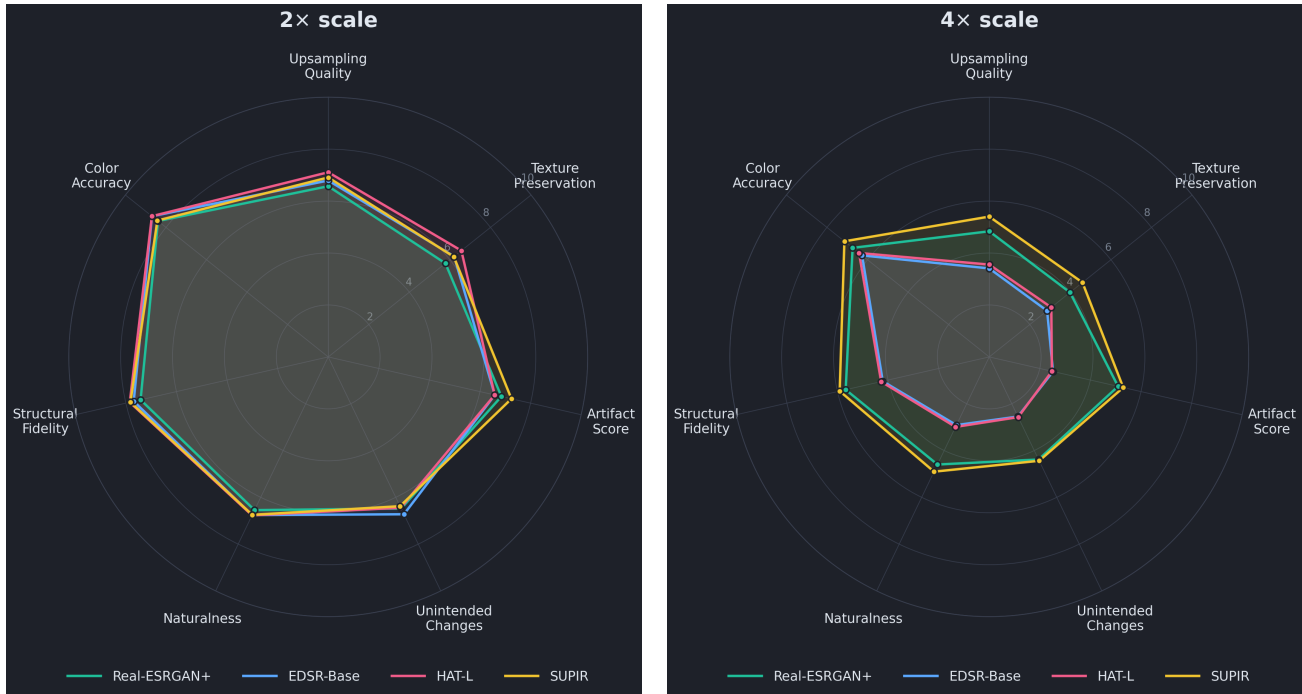 2× scale
Upsampling
Quality
Color
Accuracy
Texture
Preservation
10
8
6
4
2
Structural
Fidelity
Artifact
Score
Naturalness
Unintended
Changes
Real-ESRGAN+
EDSR-Base
HAT-L
SUPIR
4× scale
Upsampling
Quality
Color
Accuracy
Texture
Preservation
10
8
6
4
2
Structural
Fidelity
Artifact
Score
Naturalness
Unintended
Changes
Real-ESRGAN+
EDSR-Base
HAT-L
SUPIR